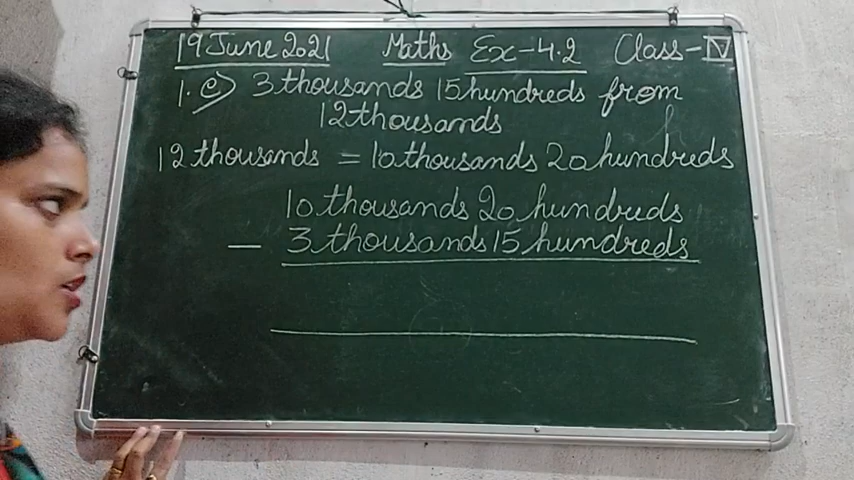 19 June 2021 Maths Ex-4.2 Class-IV
1. e) 3 thousands 15 hundreds from
12 thousands
12 thousands = 10 thousands 20 hundreds
10 thousands 20 hundreds
— 3 thousands 15 hundreds